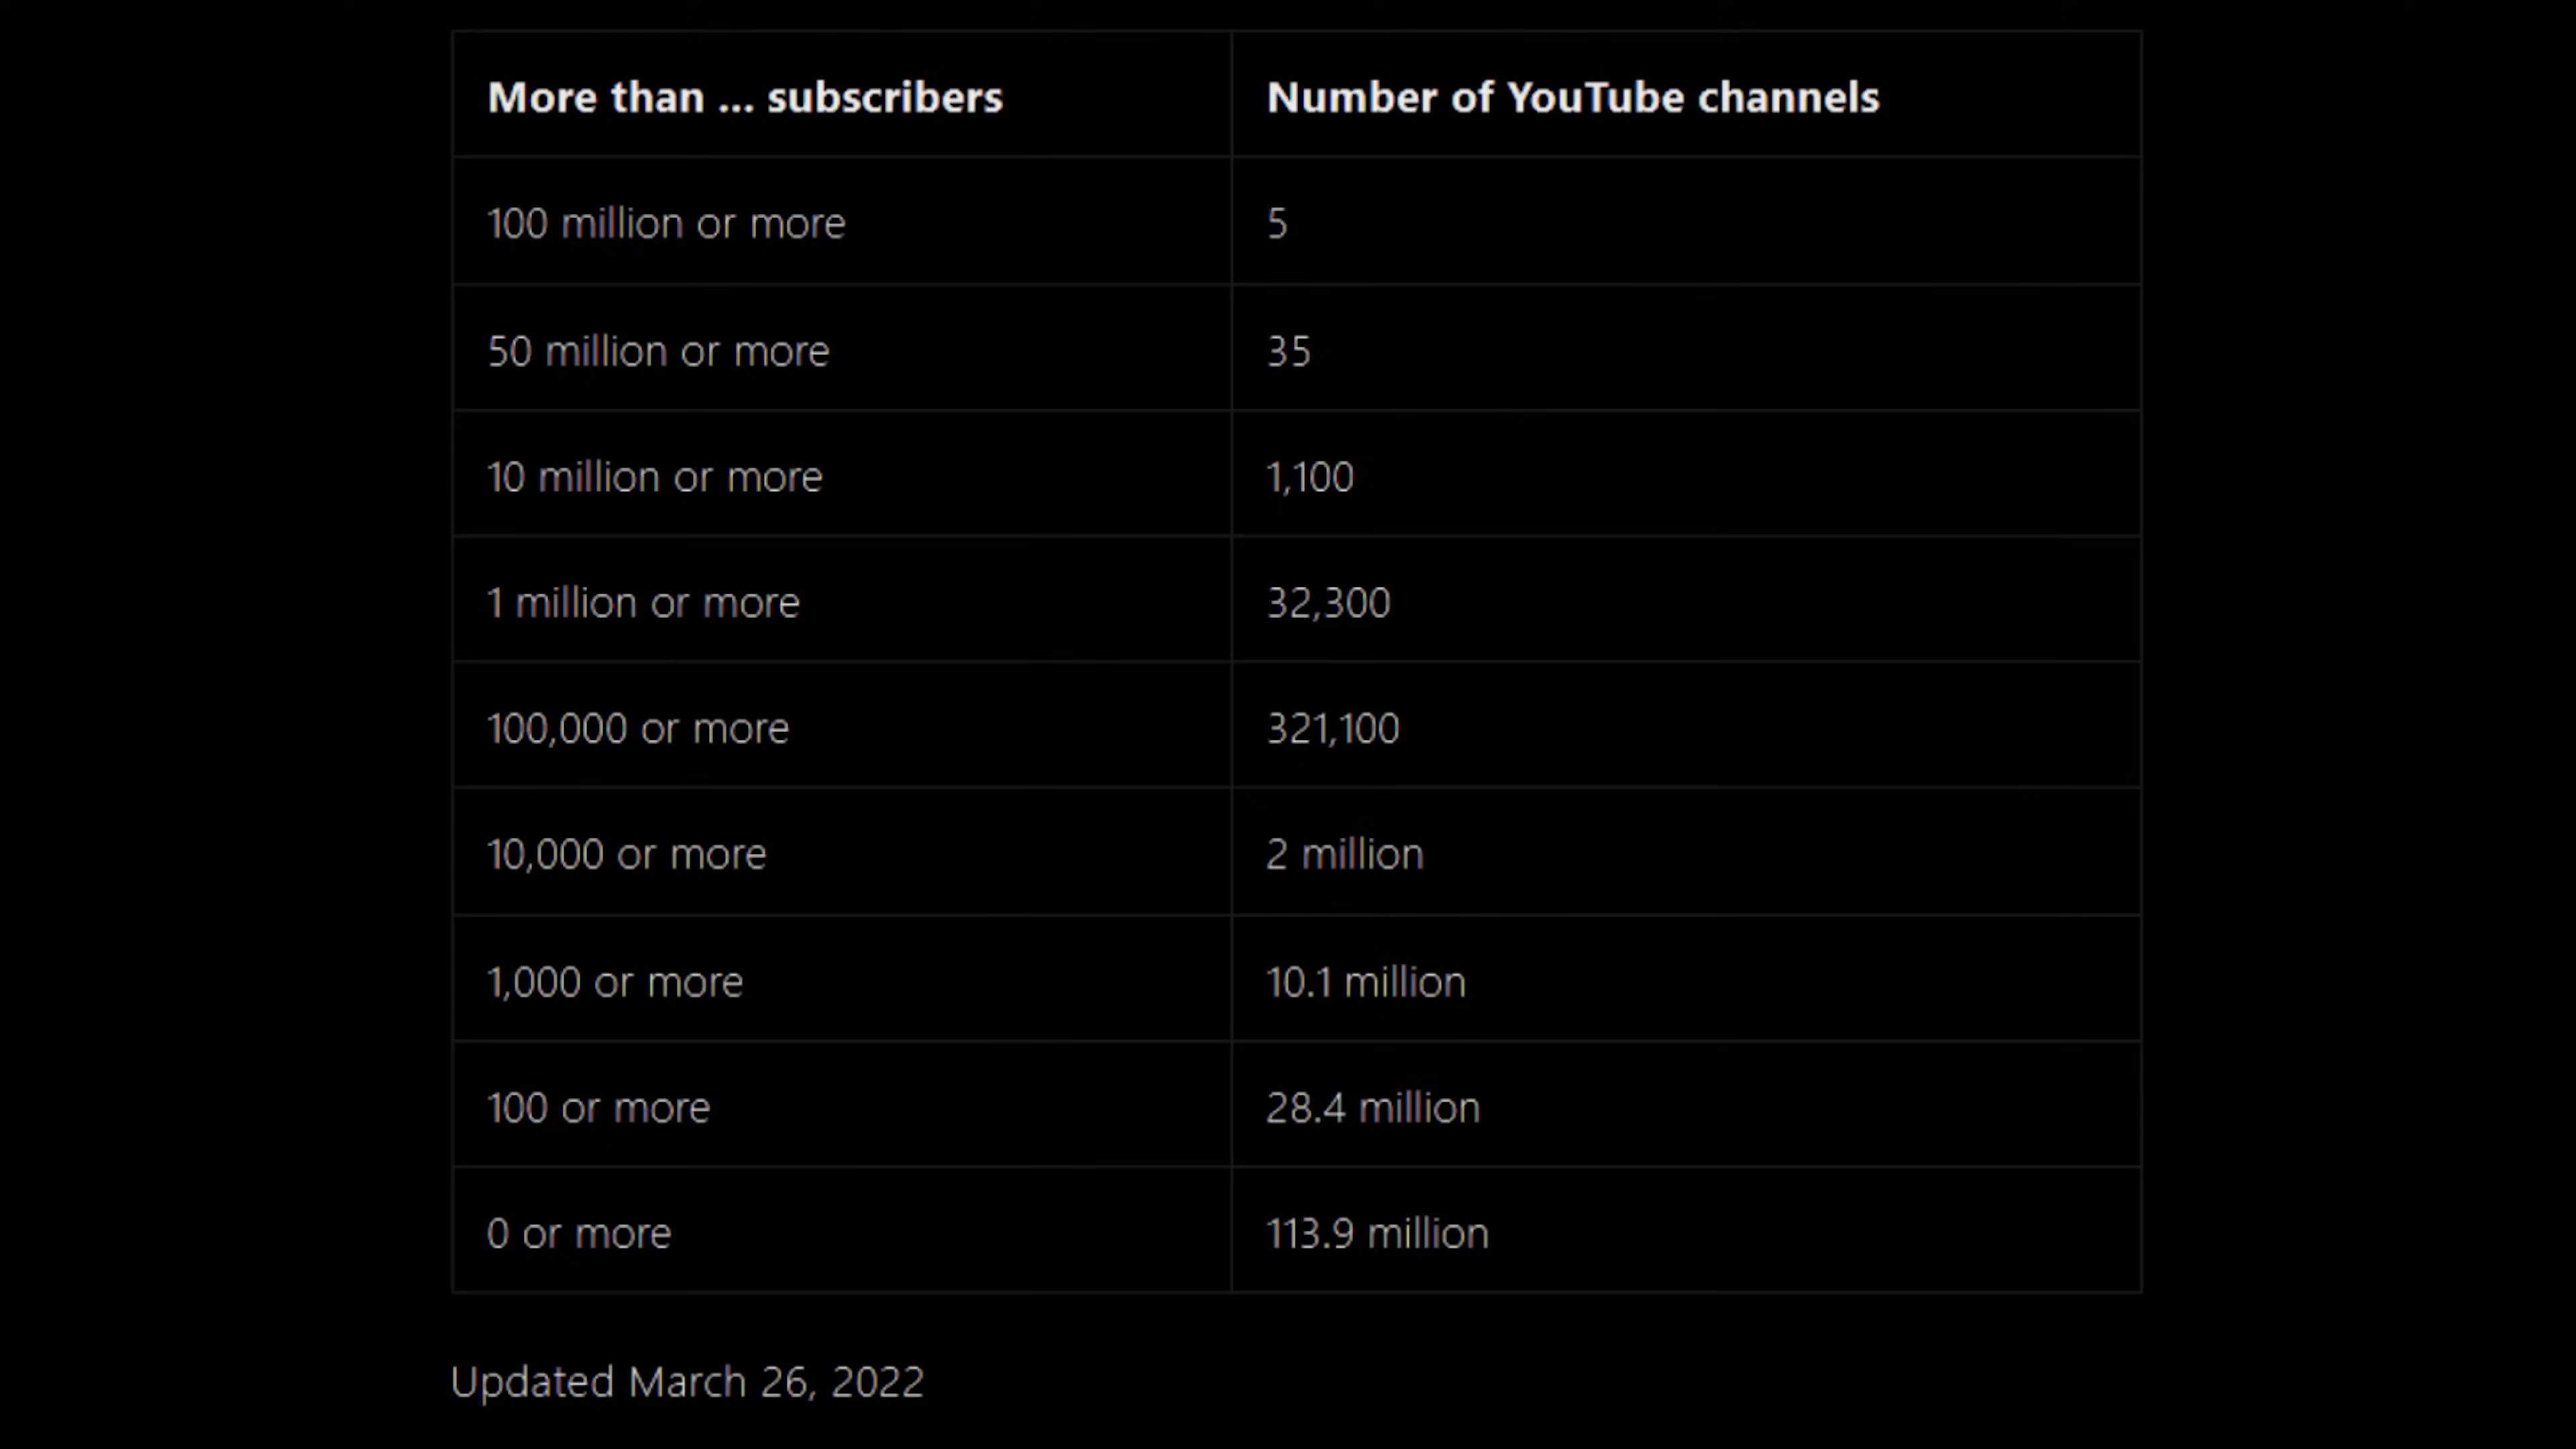 More than ... subscribers Number of YouTube channels
100 million or more 5
50 million or more 35
10 million or more 1,100
1 million or more 32,300
100,000 or more 321,100
10,000 or more 2 million
1,000 or more 10.1 million
100 or more 28.4 million
0 or more 113.9 million
Updated March 26, 2022